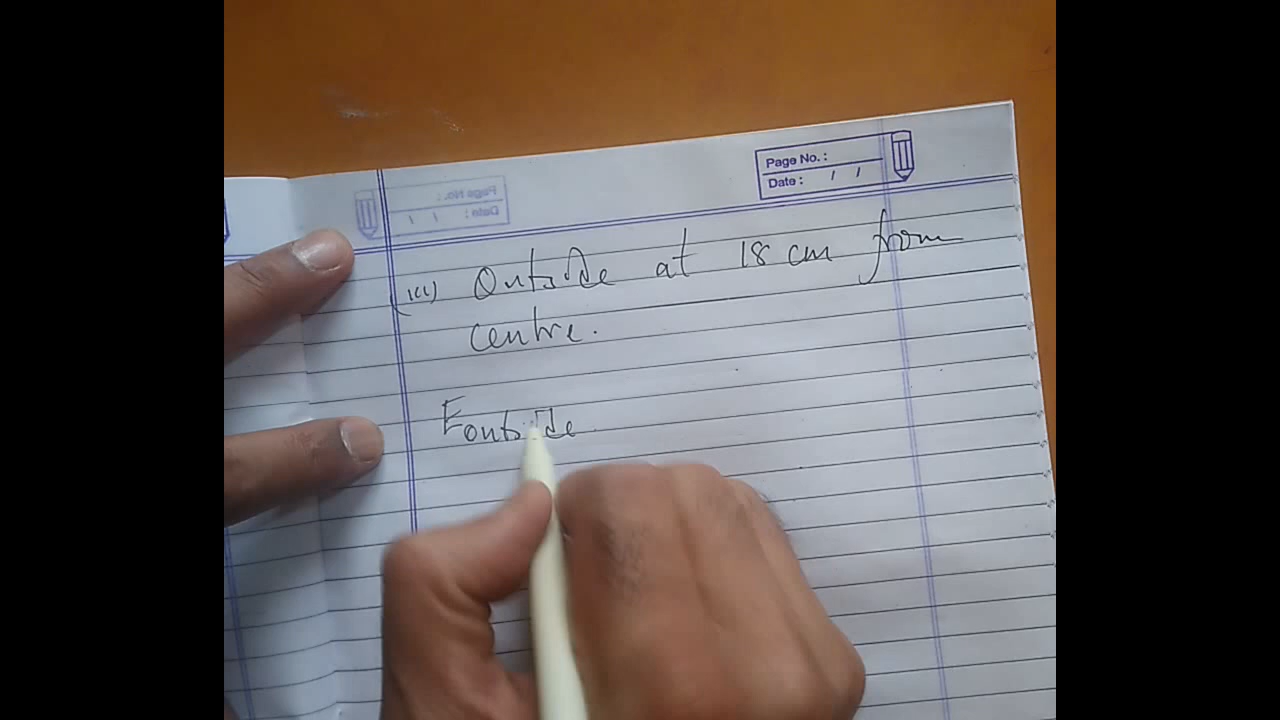 Page No. :
Date : / /
(iii) Outside at 18 cm from
centre.
Eoutside